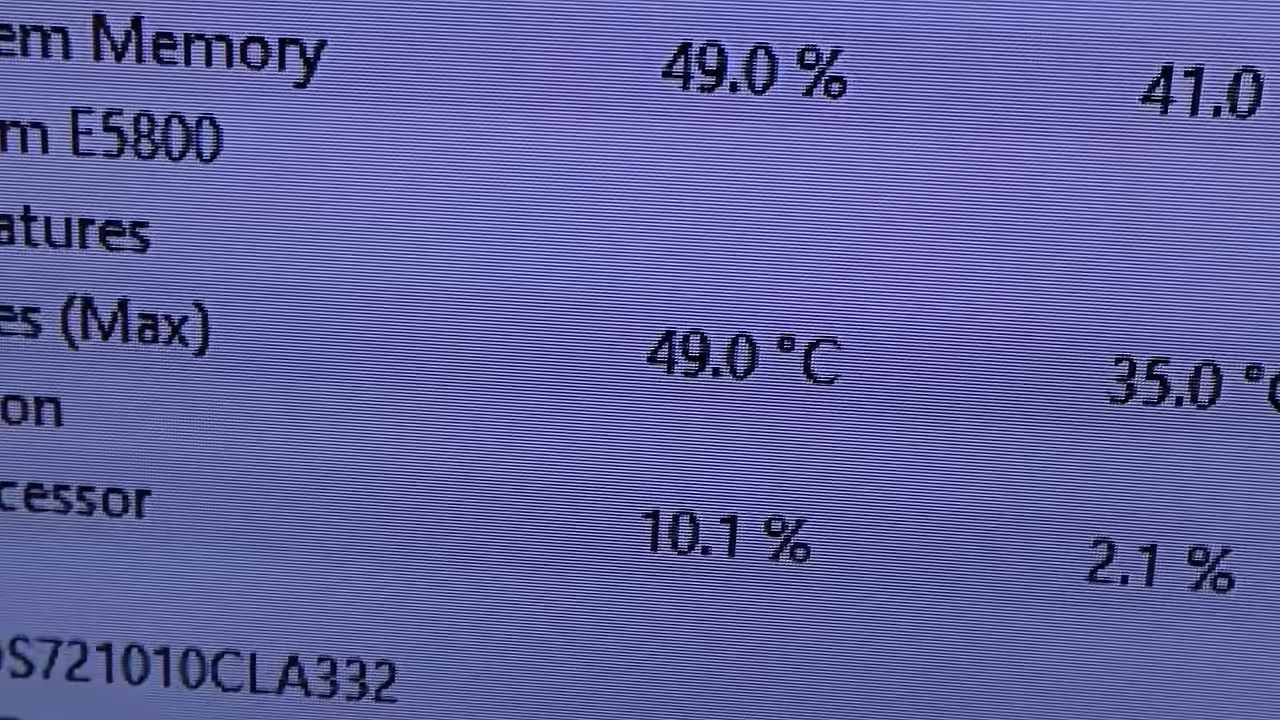 em Memory 49.0 % 41.0
m E5800
atures
es (Max) 49.0 °C 35.0 °C
on
cessor 10.1 % 2.1 %
DS721010CLA332